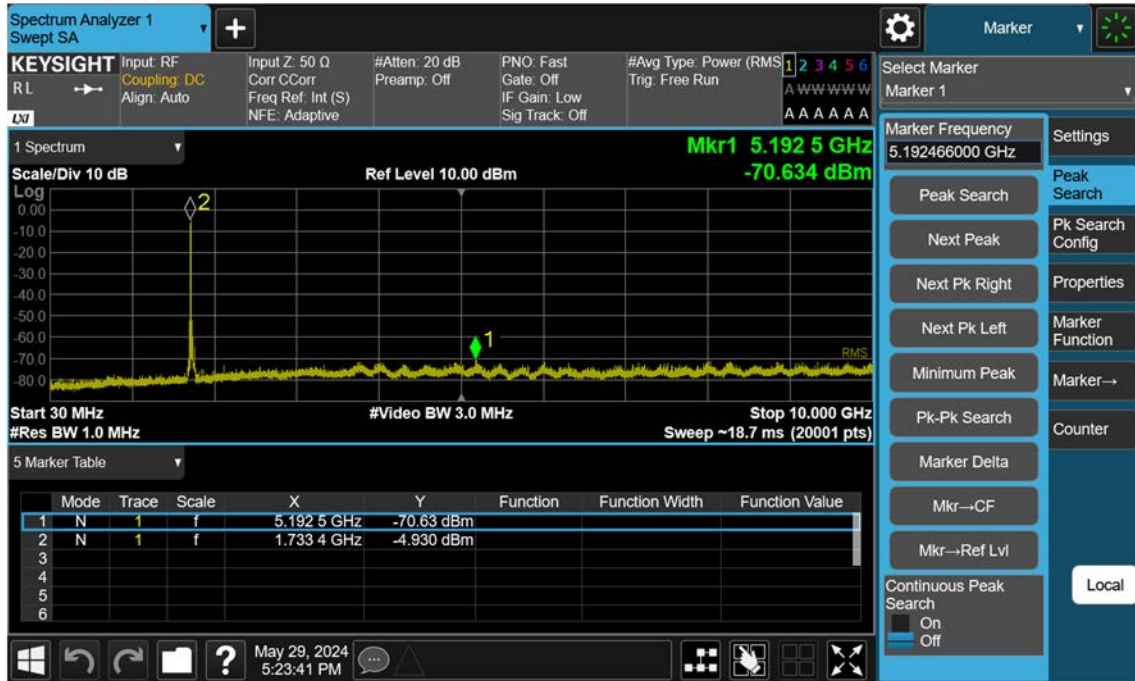 Spectrum Analyzer 1
Swept SA
Marker
KEYSIGHT
R L
LXI
Input: RF
Coupling: DC
Align: Auto
Input Z: 50 Ω
Corr CCorr
Freq Ref: Int (S)
NFE: Adaptive
#Atten: 20 dB
Preamp: Off
PNO: Fast
Gate: Off
IF Gain: Low
Sig Track: Off
#Avg Type: Power (RMS
Trig: Free Run
1 2 3 4 5 6
A W W W W W
A A A A A A
Select Marker
Marker 1
1 Spectrum
Scale/Div 10 dB
Ref Level 10.00 dBm
Mkr1 5.192 5 GHz
-70.634 dBm
Log
0.00
-10.0
-20.0
-30.0
-40.0
-50.0
-60.0
-70.0
-80.0
2
1
RMS
Start 30 MHz
#Video BW 3.0 MHz
Stop 10.000 GHz
#Res BW 1.0 MHz
Sweep ~18.7 ms (20001 pts)
5 Marker Table
Mode Trace Scale X Y Function Function Width Function Value
1 N 1 f 5.192 5 GHz -70.63 dBm
2 N 1 f 1.733 4 GHz -4.930 dBm
3
4
5
6
Marker Frequency
5.192466000 GHz
Peak Search
Next Peak
Next Pk Right
Next Pk Left
Minimum Peak
Pk-Pk Search
Marker Delta
Mkr→CF
Mkr→Ref Lvl
Continuous Peak
Search
On
Off
Settings
Peak
Search
Pk Search
Config
Properties
Marker
Function
Marker→
Counter
Local
?
May 29, 2024
5:23:41 PM